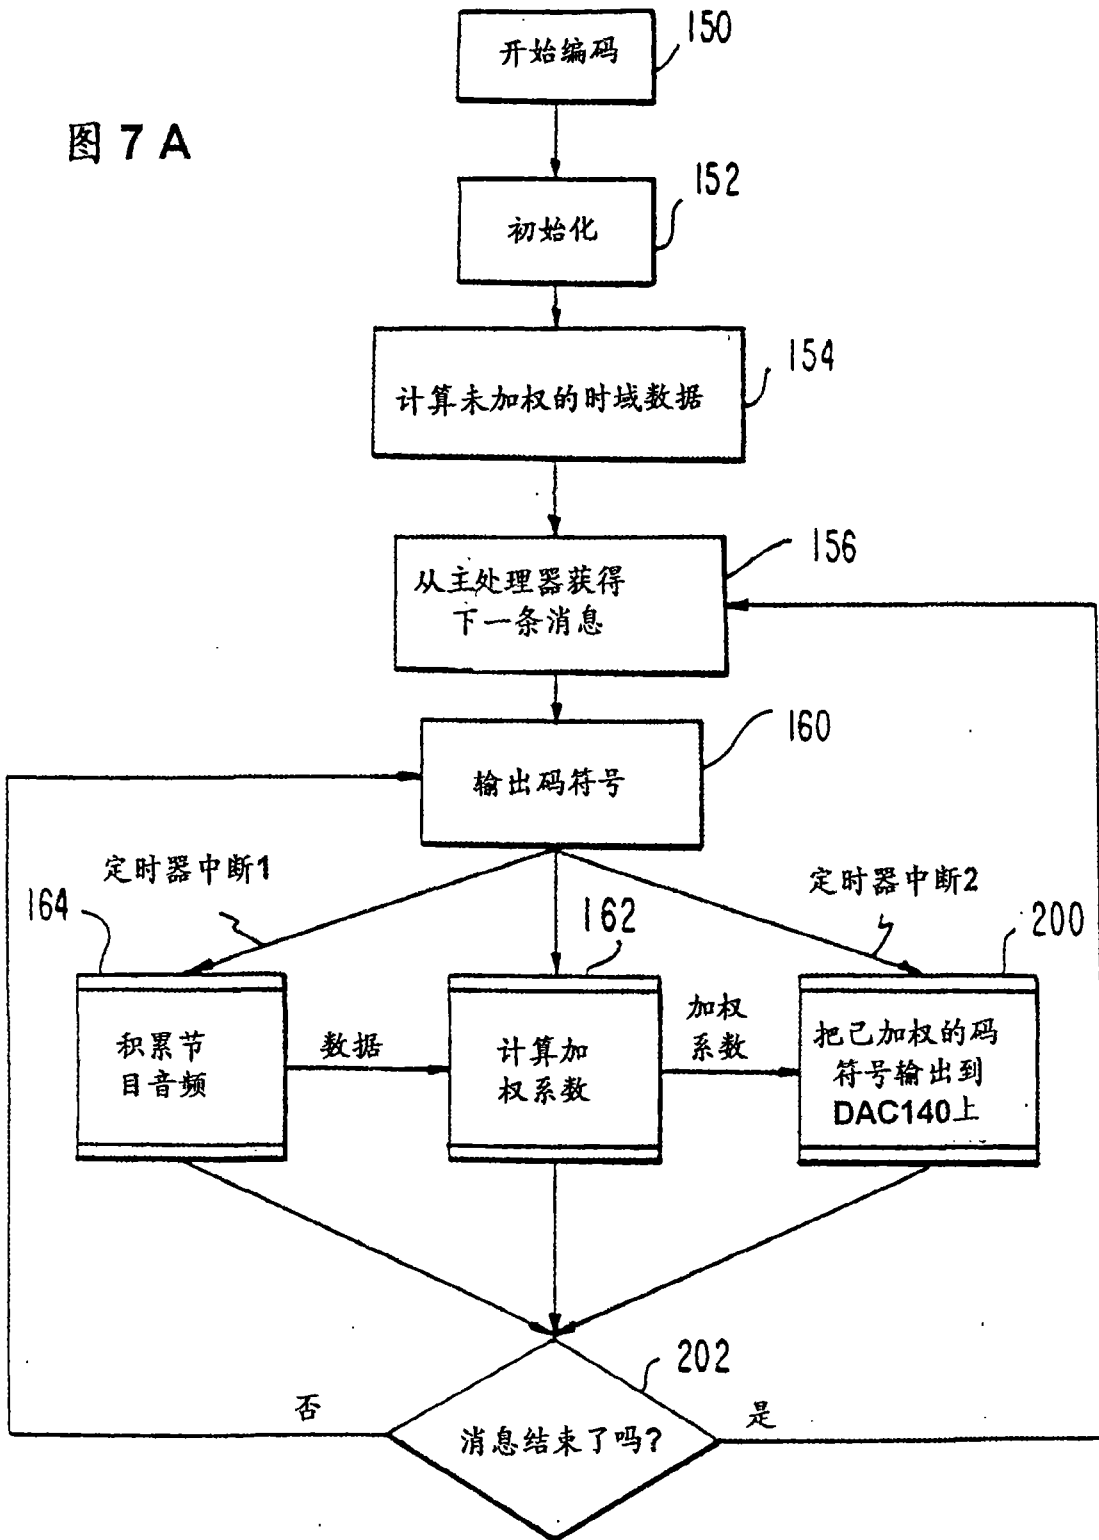 开始编码
150
图 7 A
初始化
152
计算未加权的时域数据
154
从主处理器获得
下一条消息
156
输出码符号
160
定时器中断1
定时器中断2
164
162
200
积累节
目音频
数据
计算加
权系数
加权
系数
把已加权的码
符号输出到
DAC140上
202
否
消息结束了吗?
是